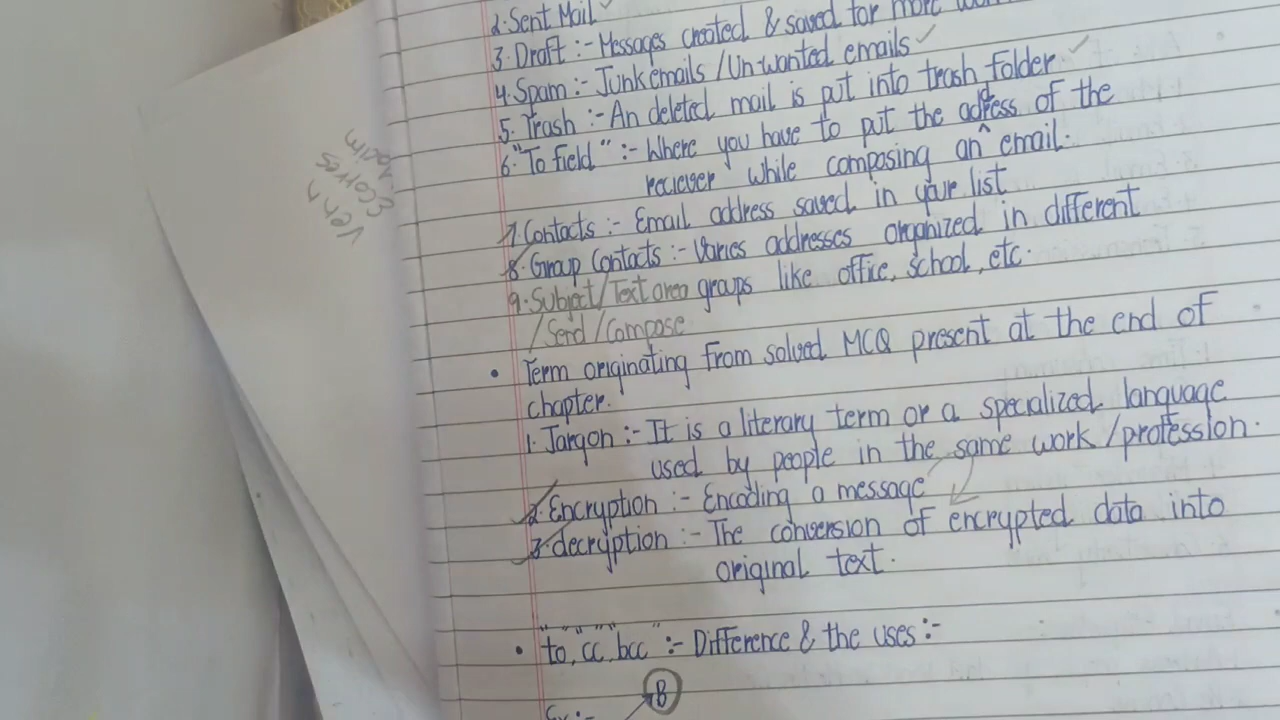 2. Sent Mail
3. Draft :- Messages created & saved for more
4. Spam :- Junk emails / Un wanted emails
5. Trash :- An deleted mail is put into trash folder
6. "To field" :- Where you have to put the address of the
reciever while composing an email.
7. Contacts :- Email address saved in your list
8. Group Contacts :- Varies addresses organized in different
9. Subject/Text area groups like office, school, etc.
/Send/Compose
• Term originating from solved MCQ present at the end of
chapter.
1. Jargon :- It is a literary term or a specialized language
used by people in the same work/profession.
2. Encryption :- Encoding a message
3. decryption :- The conversion of encrypted data into
original text.
• "to, cc, bcc" :- Difference & the uses :-
B